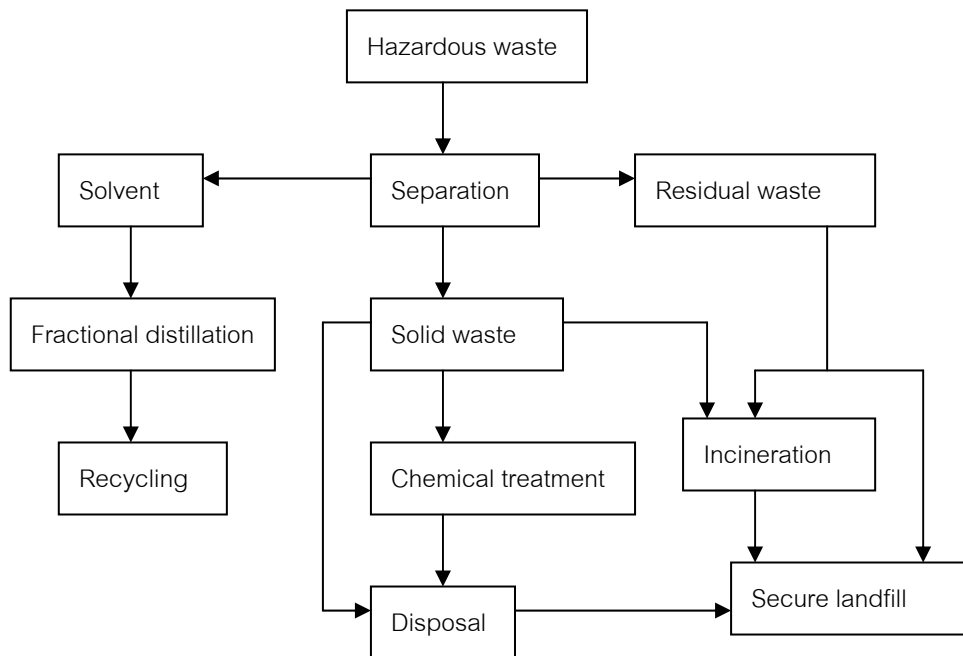 Hazardous waste
Solvent
Separation
Residual waste
Fractional distillation
Solid waste
Recycling
Chemical treatment
Incineration
Disposal
Secure landfill